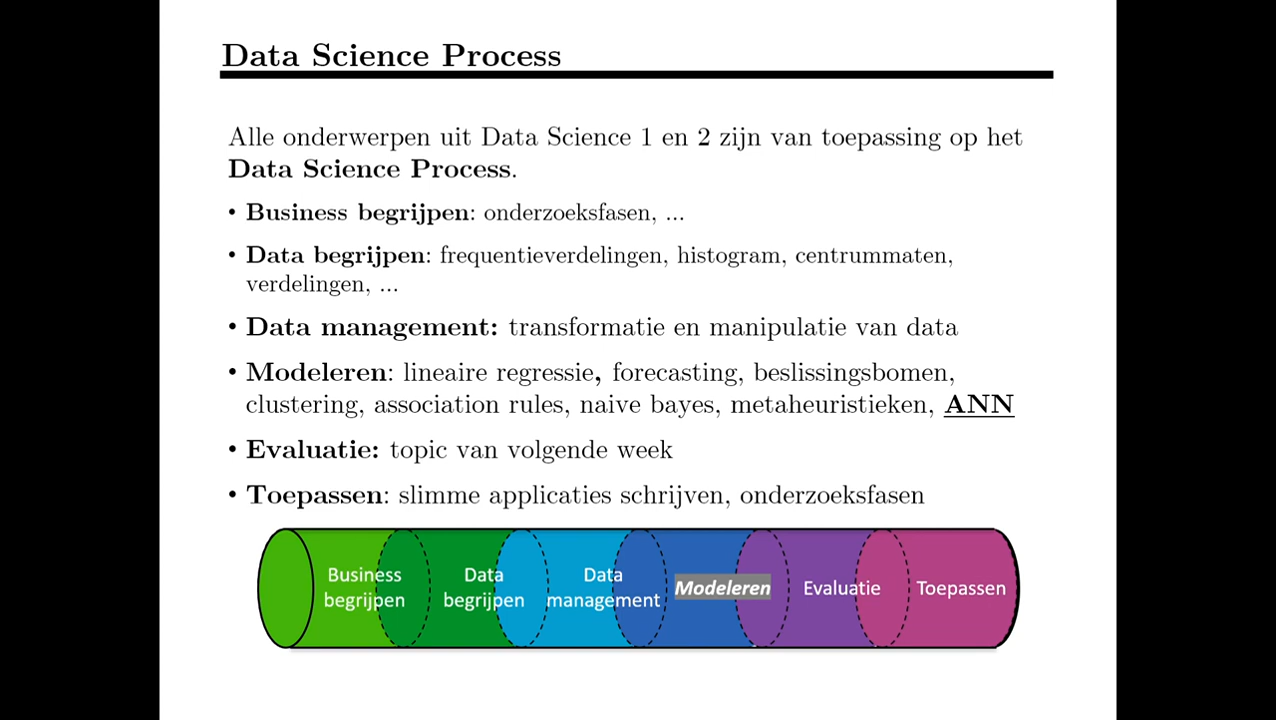 Data Science Process
Alle onderwerpen uit Data Science 1 en 2 zijn van toepassing op het
Data Science Process.
• Business begrijpen: onderzoeksfasen, ...
• Data begrijpen: frequentieverdelingen, histogram, centrummaten,
verdelingen, ...
• Data management: transformatie en manipulatie van data
• Modeleren: lineaire regressie, forecasting, beslissingsbomen,
clustering, association rules, naive bayes, metaheuristieken, ANN
• Evaluatie: topic van volgende week
• Toepassen: slimme applicaties schrijven, onderzoeksfasen
Business
begrijpen
Data
begrijpen
Data
management
Modeleren
Evaluatie
Toepassen